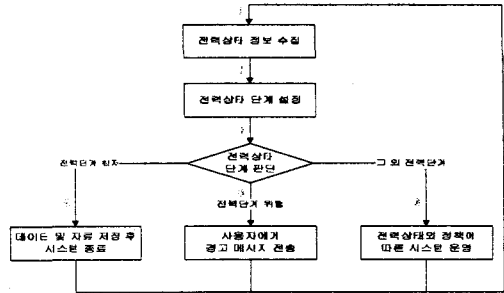 전력상태 정보 수집
전력상태 단계 설정
전력상태
단계 판단
전력단계
그 외 전력단계
전력단계 위험
데이트 및 자료 저장 후
시스템 종료
사용자에게
경고 메시지 전송
전력상태의 정책에
따른 시스템 운영